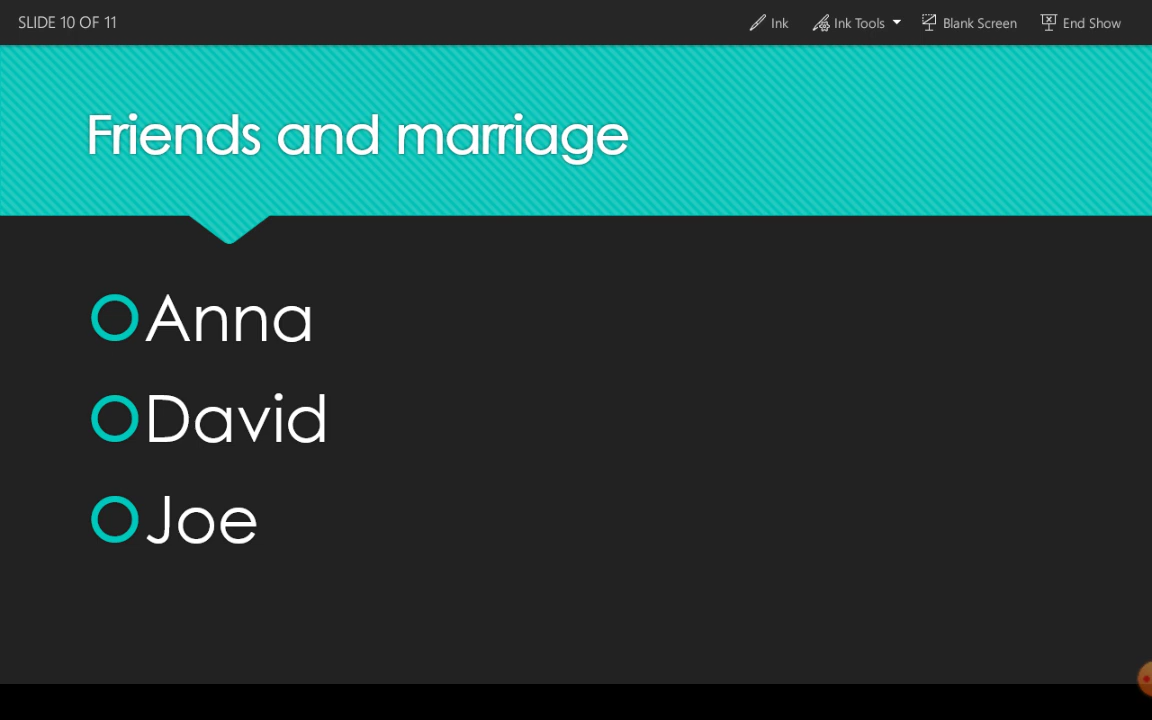 SLIDE 10 OF 11
Ink
Ink Tools
Blank Screen
End Show
Friends and marriage
Anna
David
Joe